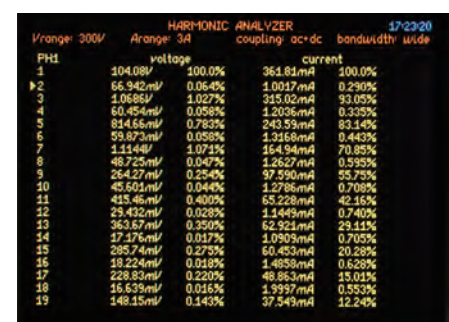 HARMONIC ANALYZER 17:23:20
Vrange: 300V Arange: 3A coupling: ac+dc bandwidth: wide
PH1 voltage current
1 104.08V 100.0% 361.81mA 100.0%
2 66.942mV 0.064% 1.0017mA 0.290%
3 1.0686V 1.027% 315.02mA 93.05%
4 60.454mV 0.058% 1.2036mA 0.335%
5 814.66mV 0.783% 243.59mA 83.14%
6 59.873mV 0.058% 1.3168mA 0.443%
7 1.1144V 1.071% 164.94mA 70.85%
8 48.725mV 0.047% 1.2627mA 0.595%
9 264.27mV 0.254% 97.590mA 55.75%
10 45.601mV 0.044% 1.2786mA 0.708%
11 415.46mV 0.400% 65.228mA 42.16%
12 29.432mV 0.028% 1.1449mA 0.740%
13 363.67mV 0.350% 62.921mA 29.11%
14 17.176mV 0.017% 1.0909mA 0.705%
15 285.74mV 0.275% 60.453mA 20.28%
16 18.224mV 0.018% 1.4858mA 0.628%
17 228.83mV 0.220% 48.863mA 15.01%
18 16.639mV 0.016% 1.9997mA 0.553%
19 148.15mV 0.143% 37.549mA 12.24%